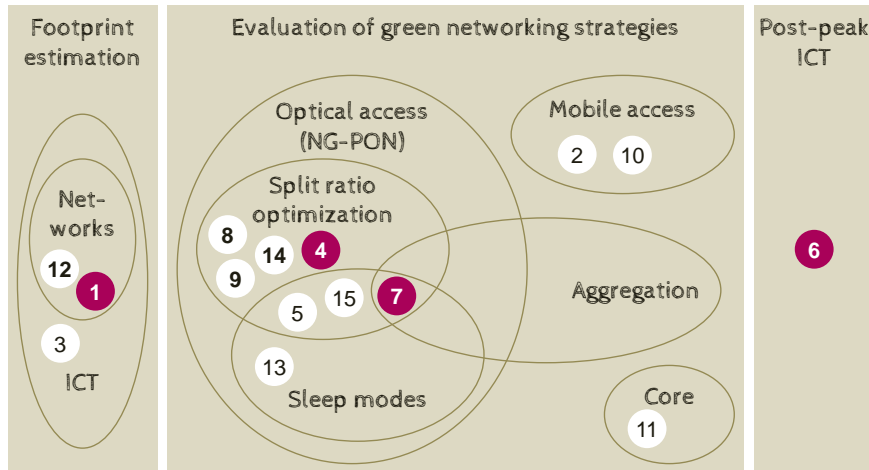 Footprint
estimation
Evaluation of green networking strategies
Post-peak
ICT
Optical access
(NG-PON)
Mobile access
2 10
Split ratio
optimization
Net-
works
8
14 4
6
12
9
1
15 7
5
Aggregation
3
13
ICT
Sleep modes
Core
11